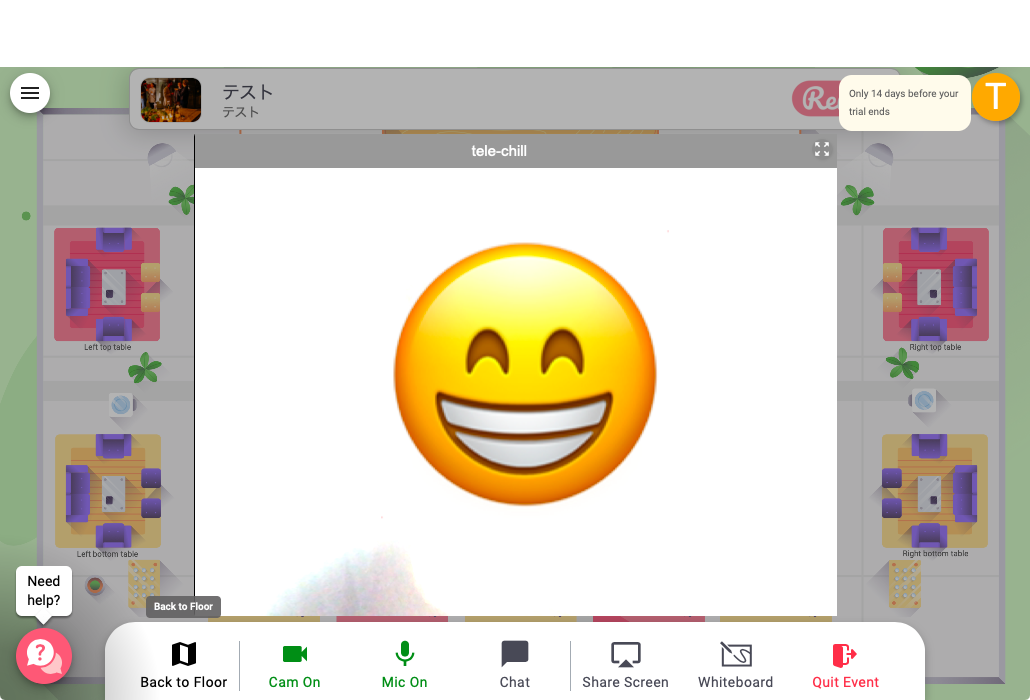 テスト
テスト
Re
Only 14 days before your
trial ends
T
tele-chill
Left top table
Right top table
Left bottom table
Right bottom table
Need
help?
?
Back to Floor
Back to Floor
Cam On
Mic On
Chat
Share Screen
Whiteboard
Quit Event